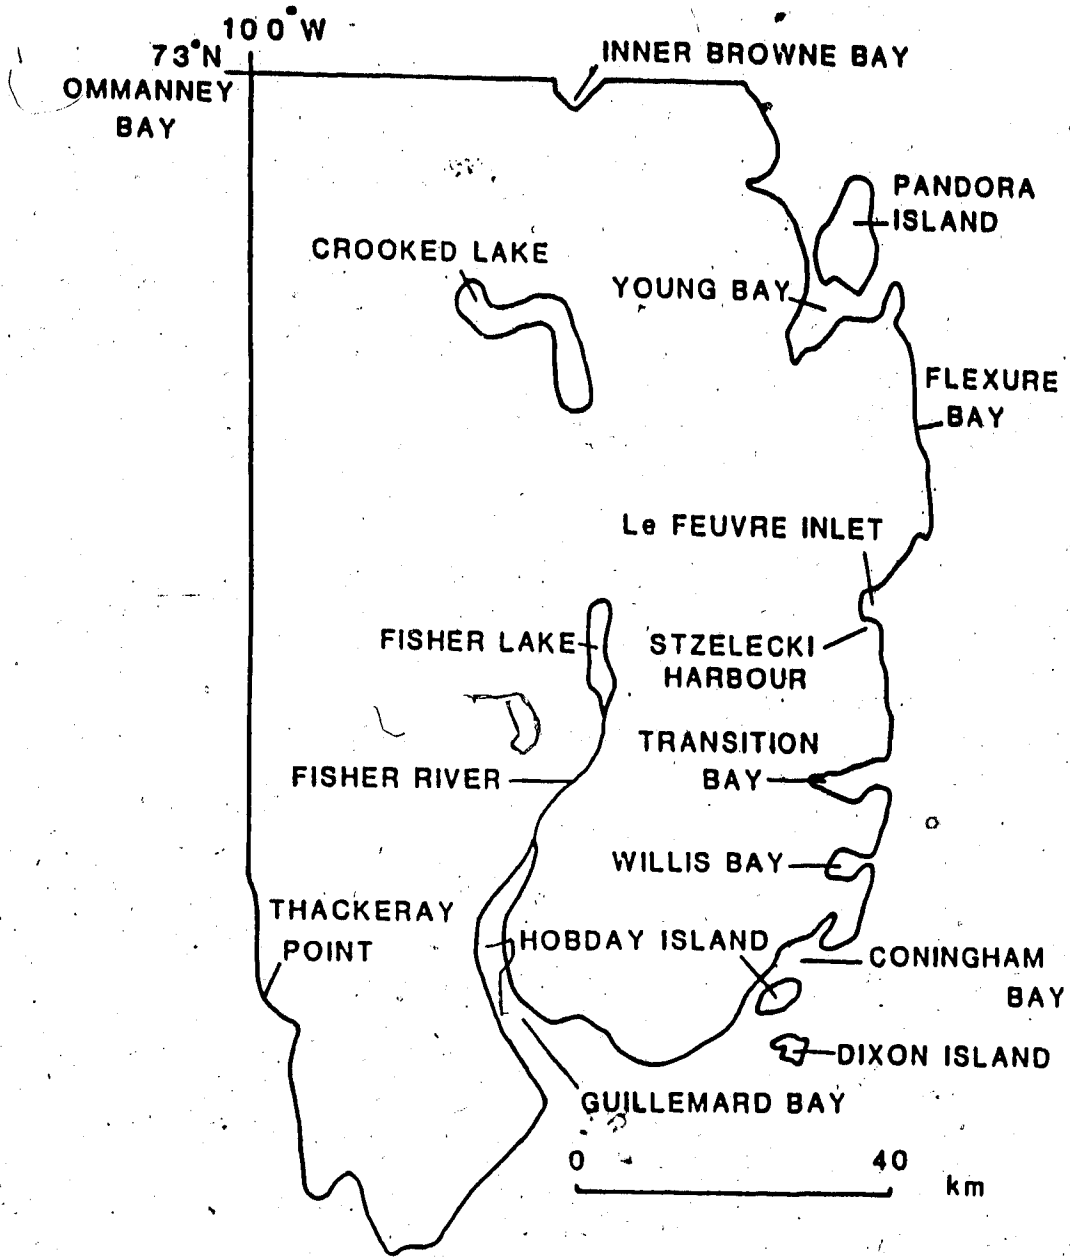 100°W
73°N
OMMANNEY
BAY
INNER BROWNE BAY
PANDORA
ISLAND
CROOKED LAKE
YOUNG BAY
FLEXURE
BAY
Le FEUVRE INLET
FISHER LAKE
STZELECKI
HARBOUR
TRANSITION
BAY
FISHER RIVER
WILLIS BAY
THACKERAY
POINT
HOBDAY ISLAND
CONINGHAM
BAY
DIXON ISLAND
GUILLEMARD BAY
0 40
km